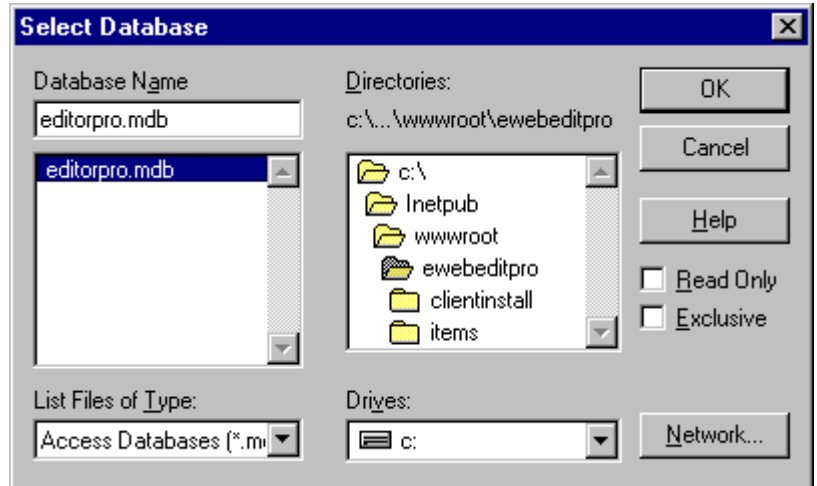 Select Database
Database Name
editorpro.mdb
editorpro.mdb
List Files of Type:
Access Databases (*.m
Directories:
c:\...\wwwroot\ewebeditpro
c:\
Inetpub
wwwroot
ewebeditpro
clientinstall
items
Drives:
c:
OK
Cancel
Help
Read Only
Exclusive
Network...